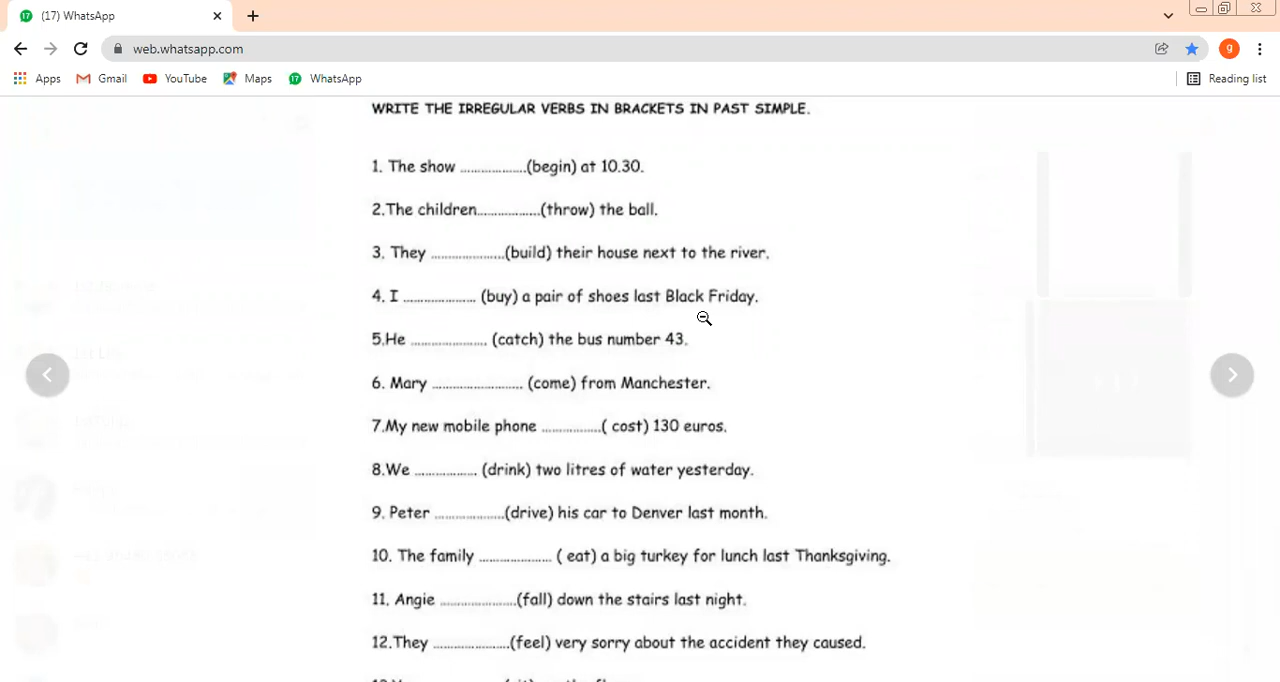 (17) WhatsApp
web.whatsapp.com
g
Apps Gmail YouTube Maps WhatsApp Reading list
WRITE THE IRREGULAR VERBS IN BRACKETS IN PAST SIMPLE.
1. The show ..................(begin) at 10.30.
2.The children..................(throw) the ball.
3. They .....................(build) their house next to the river.
4. I ..................... (buy) a pair of shoes last Black Friday.
5.He ...................... (catch) the bus number 43.
6. Mary .......................... (come) from Manchester.
7.My new mobile phone .................( cost) 130 euros.
8.We .................. (drink) two litres of water yesterday.
9. Peter ....................(drive) his car to Denver last month.
10. The family ..................... ( eat) a big turkey for lunch last Thanksgiving.
11. Angie ......................(fall) down the stairs last night.
12.They ......................(feel) very sorry about the accident they caused.